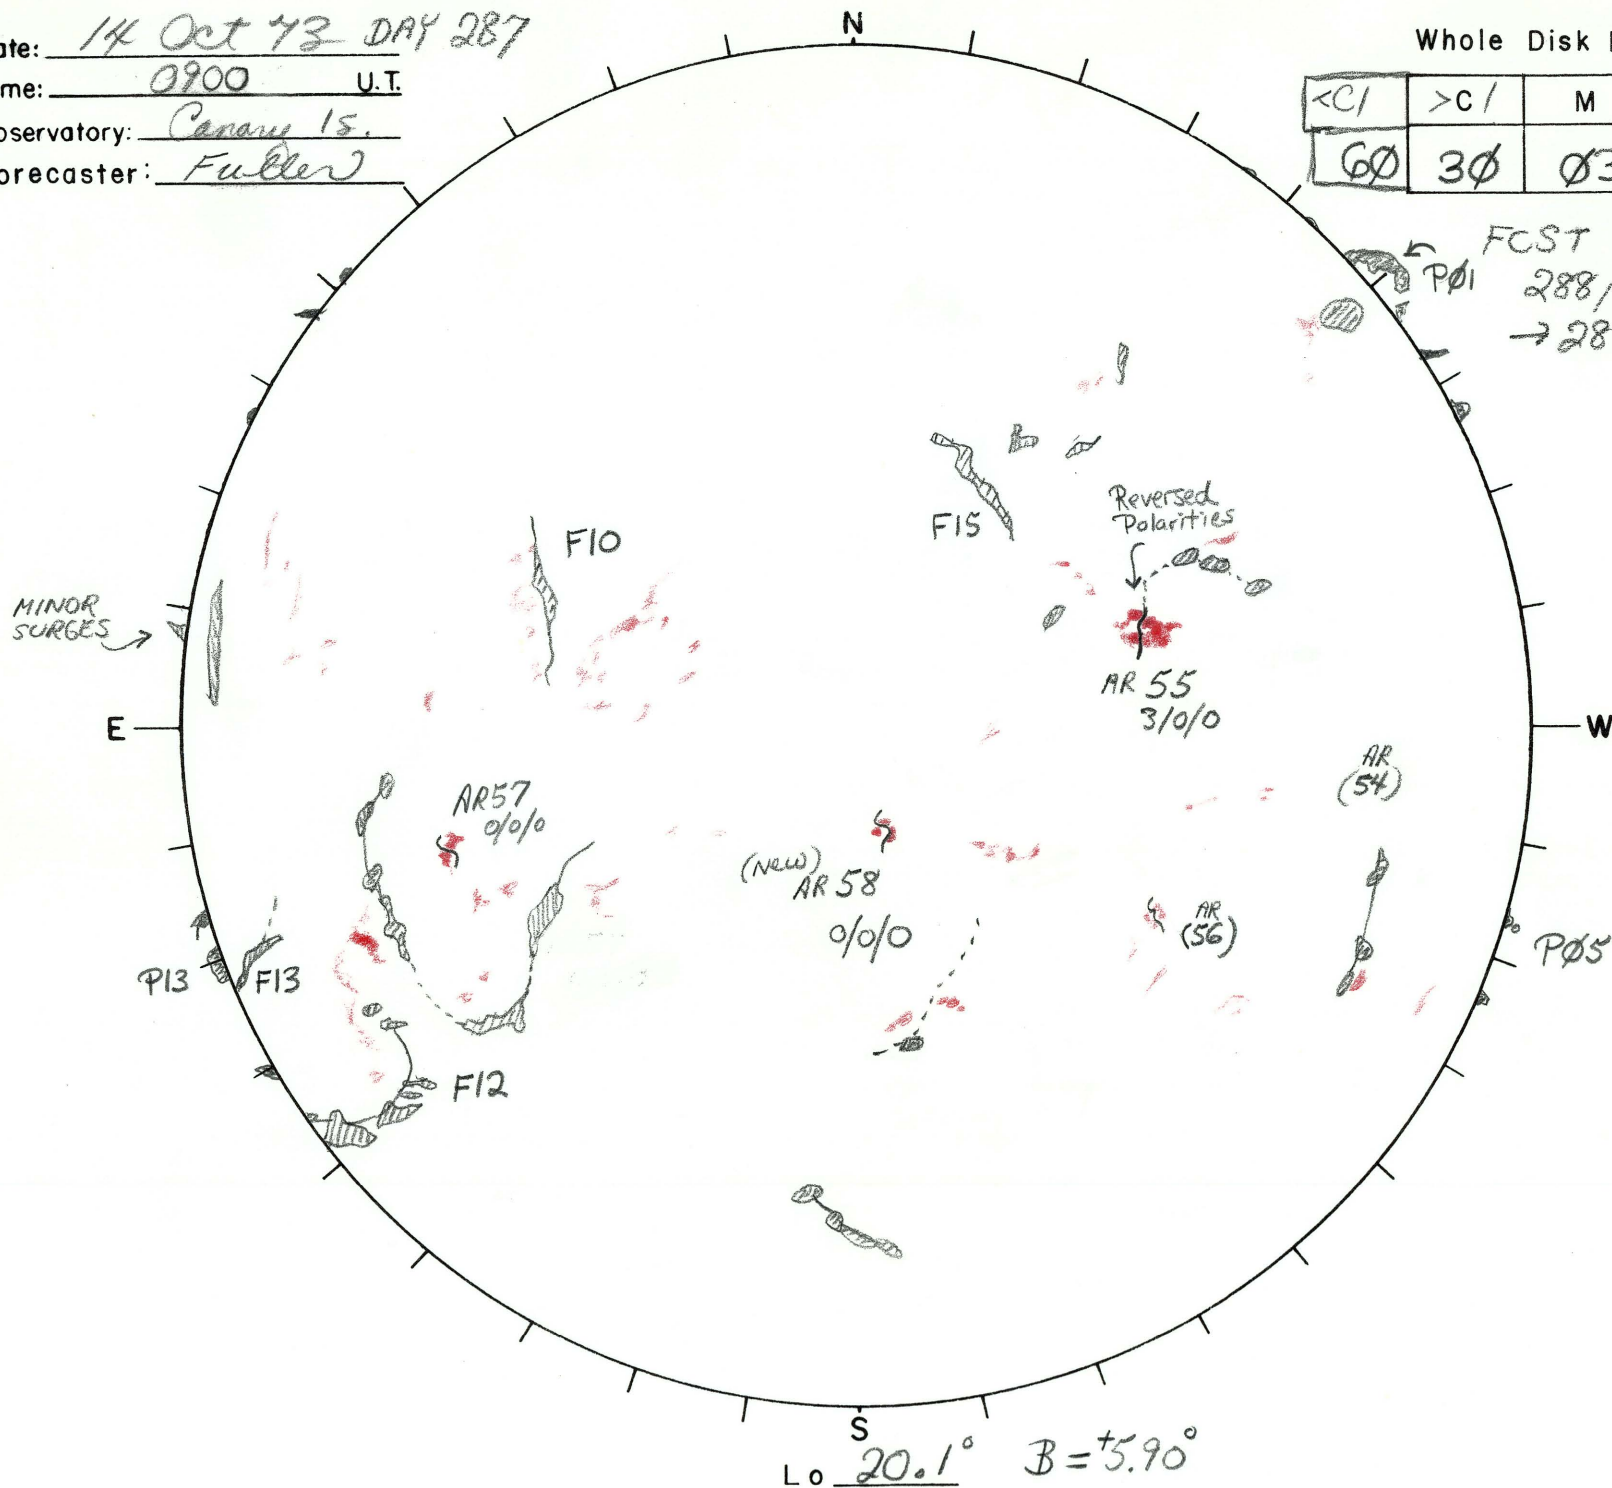 ate: 14 Oct 73 DAY 287
me: 0900 U.T.
oservatory: Canary Is.
orecaster: Fuller
N
Whole Disk
<C1 >C1 M
6Ø 3Ø Ø3
FCST
288/
→28
PØ1
F15
Reversed
Polarities
F10
MINOR
SURGES
AR 55
3/0/0
E
W
AR
(54)
AR57
0/0/0
(NEW)
AR 58
0/0/0
AR
(56)
PØ5
P13
F13
F12
S
Lo 20.1° B=+5.90°